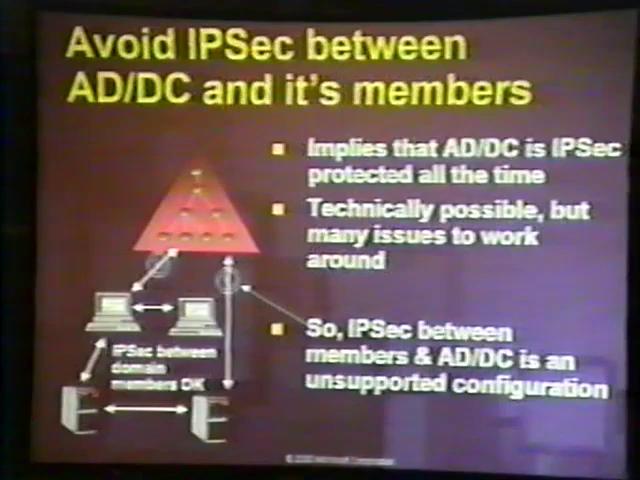 Avoid IPSec between
AD/DC and it's members
Implies that AD/DC is IPSec
protected all the time
Technically possible, but
many issues to work
around
So, IPSec between
members & AD/DC is an
unsupported configuration
IPSec between
domain
members OK
Microsoft Corporation